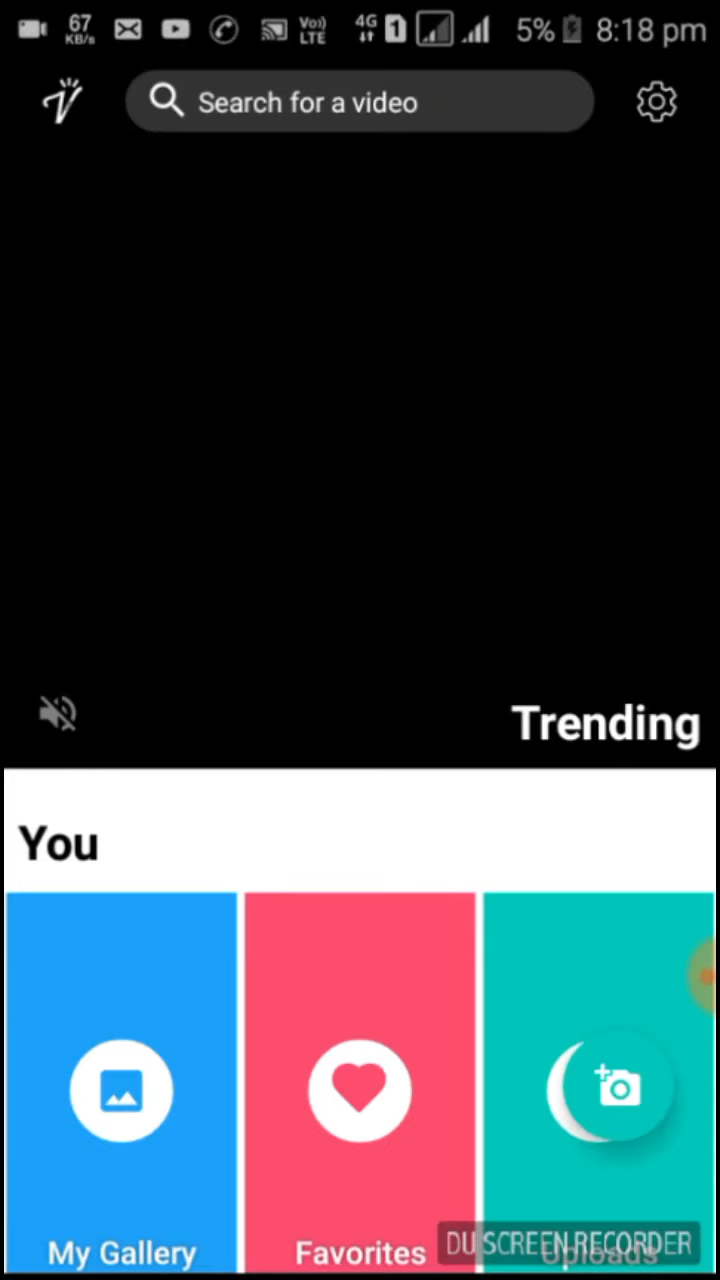 67 KB/s Vo)) LTE 4G 1 5% 8:18 pm
Search for a video
Trending
You
My Gallery
Favorites
Uploads
DU SCREEN RECORDER